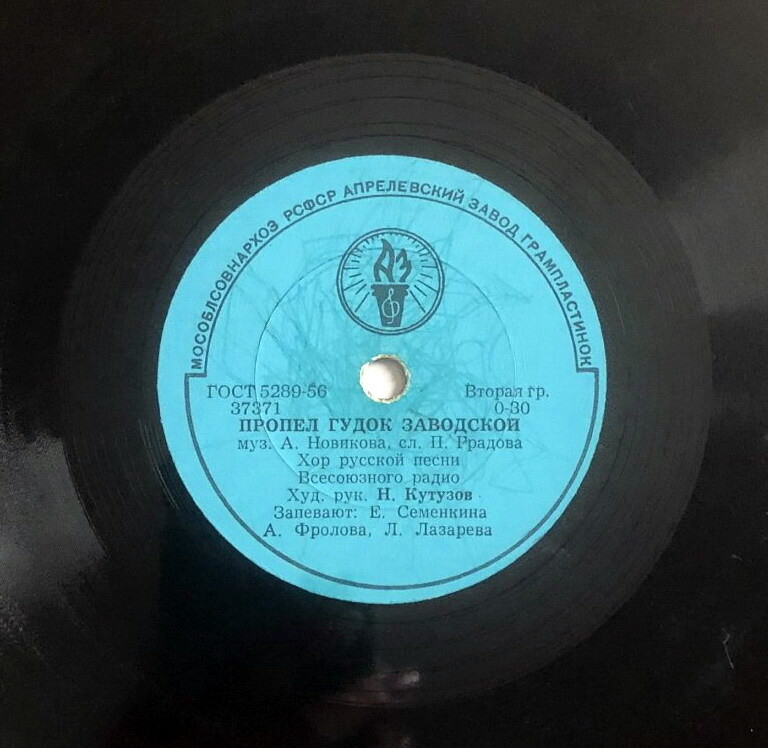 МОСОБЛСОВНАРХОЗ РСФСР АПРЕЛЕВСКИЙ ЗАВОД ГРАМПЛАСТИНОК
АЗ
ГОСТ 5289-56 Вторая гр.
37371 0-30
ПРОПЕЛ ГУДОК ЗАВОДСКОЙ
муз. А. Новикова, сл. П. Ррадова
Хор русской песни
Всесоюзного радио
Худ. рук. Н. Кутузов
Запевают: Е. Семенкина
А. Фролова, Л. Лазарева